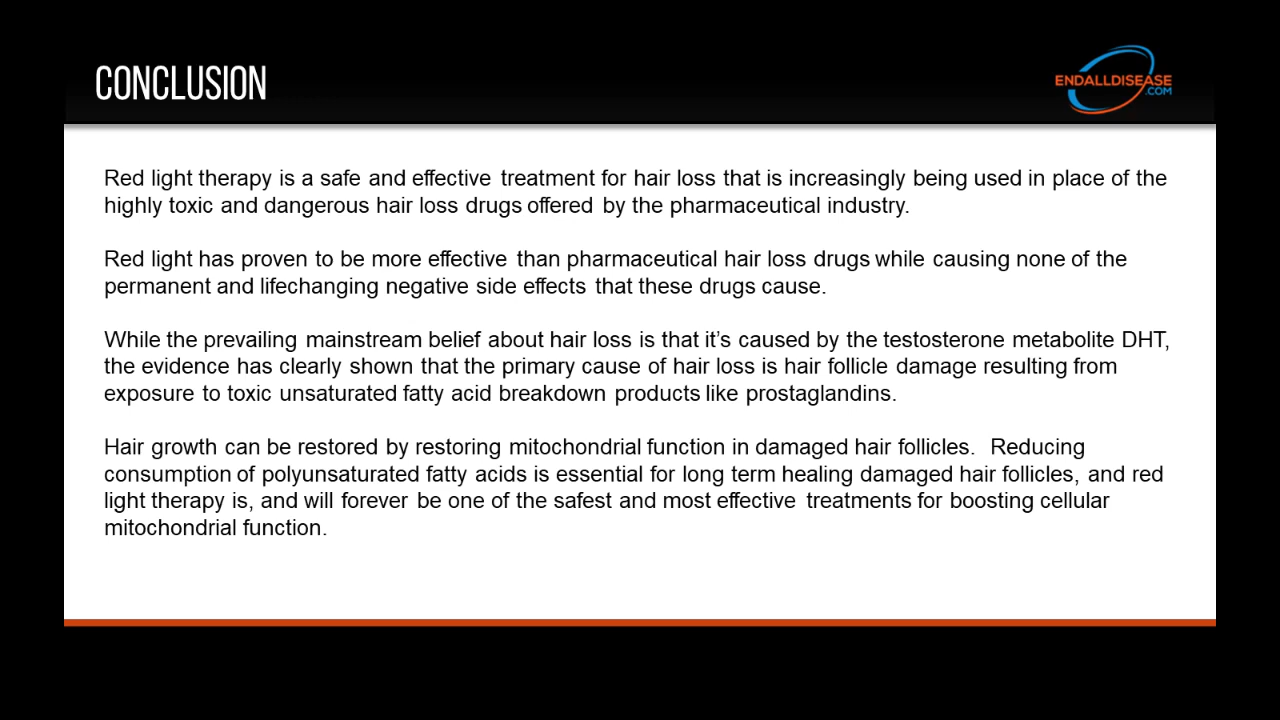 CONCLUSION
ENDALLDISEASE
.COM
Red light therapy is a safe and effective treatment for hair loss that is increasingly being used in place of the
highly toxic and dangerous hair loss drugs offered by the pharmaceutical industry.
Red light has proven to be more effective than pharmaceutical hair loss drugs while causing none of the
permanent and lifechanging negative side effects that these drugs cause.
While the prevailing mainstream belief about hair loss is that it’s caused by the testosterone metabolite DHT,
the evidence has clearly shown that the primary cause of hair loss is hair follicle damage resulting from
exposure to toxic unsaturated fatty acid breakdown products like prostaglandins.
Hair growth can be restored by restoring mitochondrial function in damaged hair follicles.  Reducing
consumption of polyunsaturated fatty acids is essential for long term healing damaged hair follicles, and red
light therapy is, and will forever be one of the safest and most effective treatments for boosting cellular
mitochondrial function.